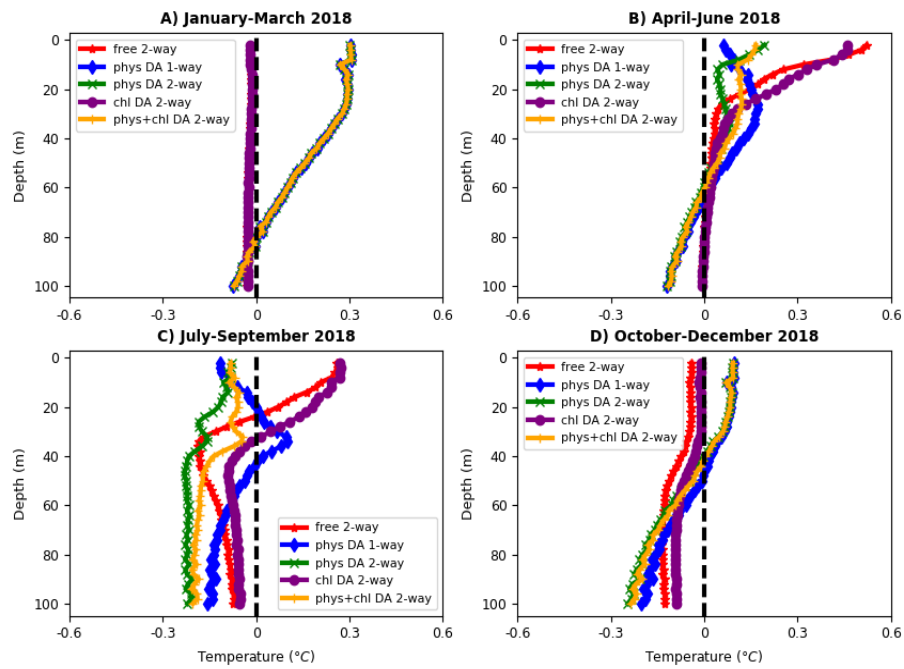 A) January-March 2018
free 2-way
phys DA 1-way
phys DA 2-way
chl DA 2-way
phys+chl DA 2-way
Depth (m)
0
20
40
60
80
100
-0.6
-0.3
0
0.3
0.6
B) April-June 2018
free 2-way
phys DA 1-way
phys DA 2-way
chl DA 2-way
phys+chl DA 2-way
Depth (m)
0
20
40
60
80
100
-0.6
-0.3
0
0.3
0.6
C) July-September 2018
free 2-way
phys DA 1-way
phys DA 2-way
chl DA 2-way
phys+chl DA 2-way
Depth (m)
0
20
40
60
80
100
-0.6
-0.3
0
0.3
0.6
Temperature (°C)
D) October-December 2018
free 2-way
phys DA 1-way
phys DA 2-way
chl DA 2-way
phys+chl DA 2-way
Depth (m)
0
20
40
60
80
100
-0.6
-0.3
0
0.3
0.6
Temperature (°C)